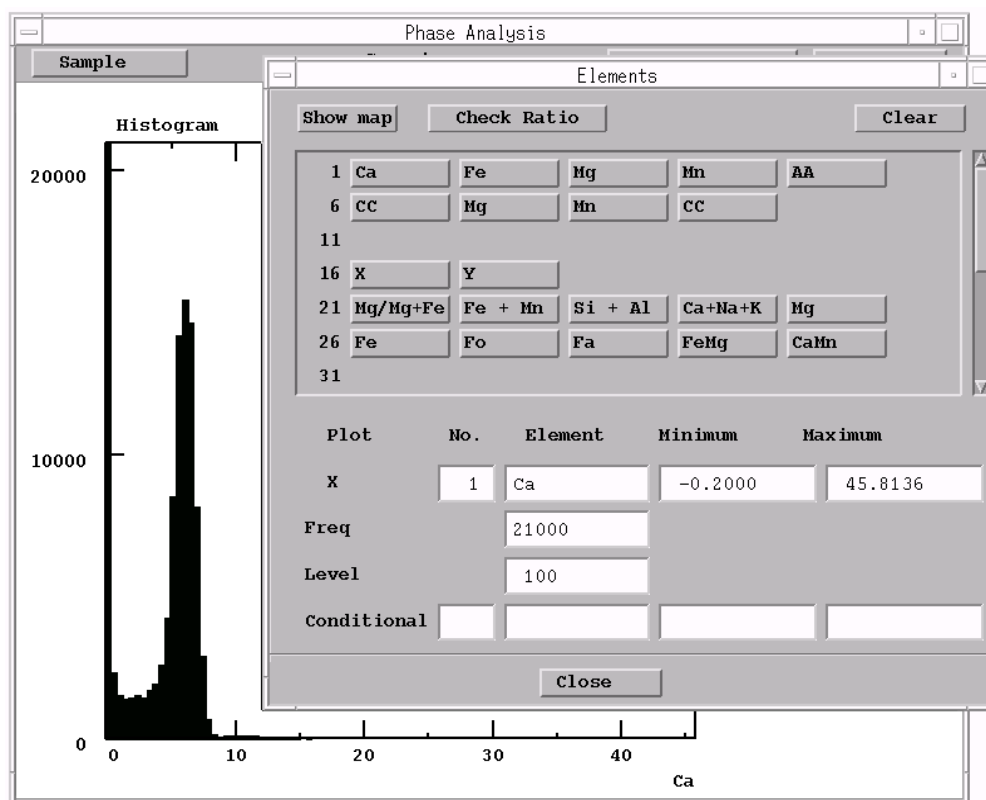 Phase Analysis
Sample
Elements
Show map Check Ratio Clear
Histogram
20000
10000
0
0 10 20 30 40
Ca
1 Ca Fe Mg Mn AA
6 CC Mg Mn CC
11
16 X Y
21 Mg/Mg+Fe Fe + Mn Si + Al Ca+Na+K Mg
26 Fe Fo Fa FeMg CaMn
31
Plot No. Element Minimum Maximum
X 1 Ca -0.2000 45.8136
Freq 21000
Level 100
Conditional
Close